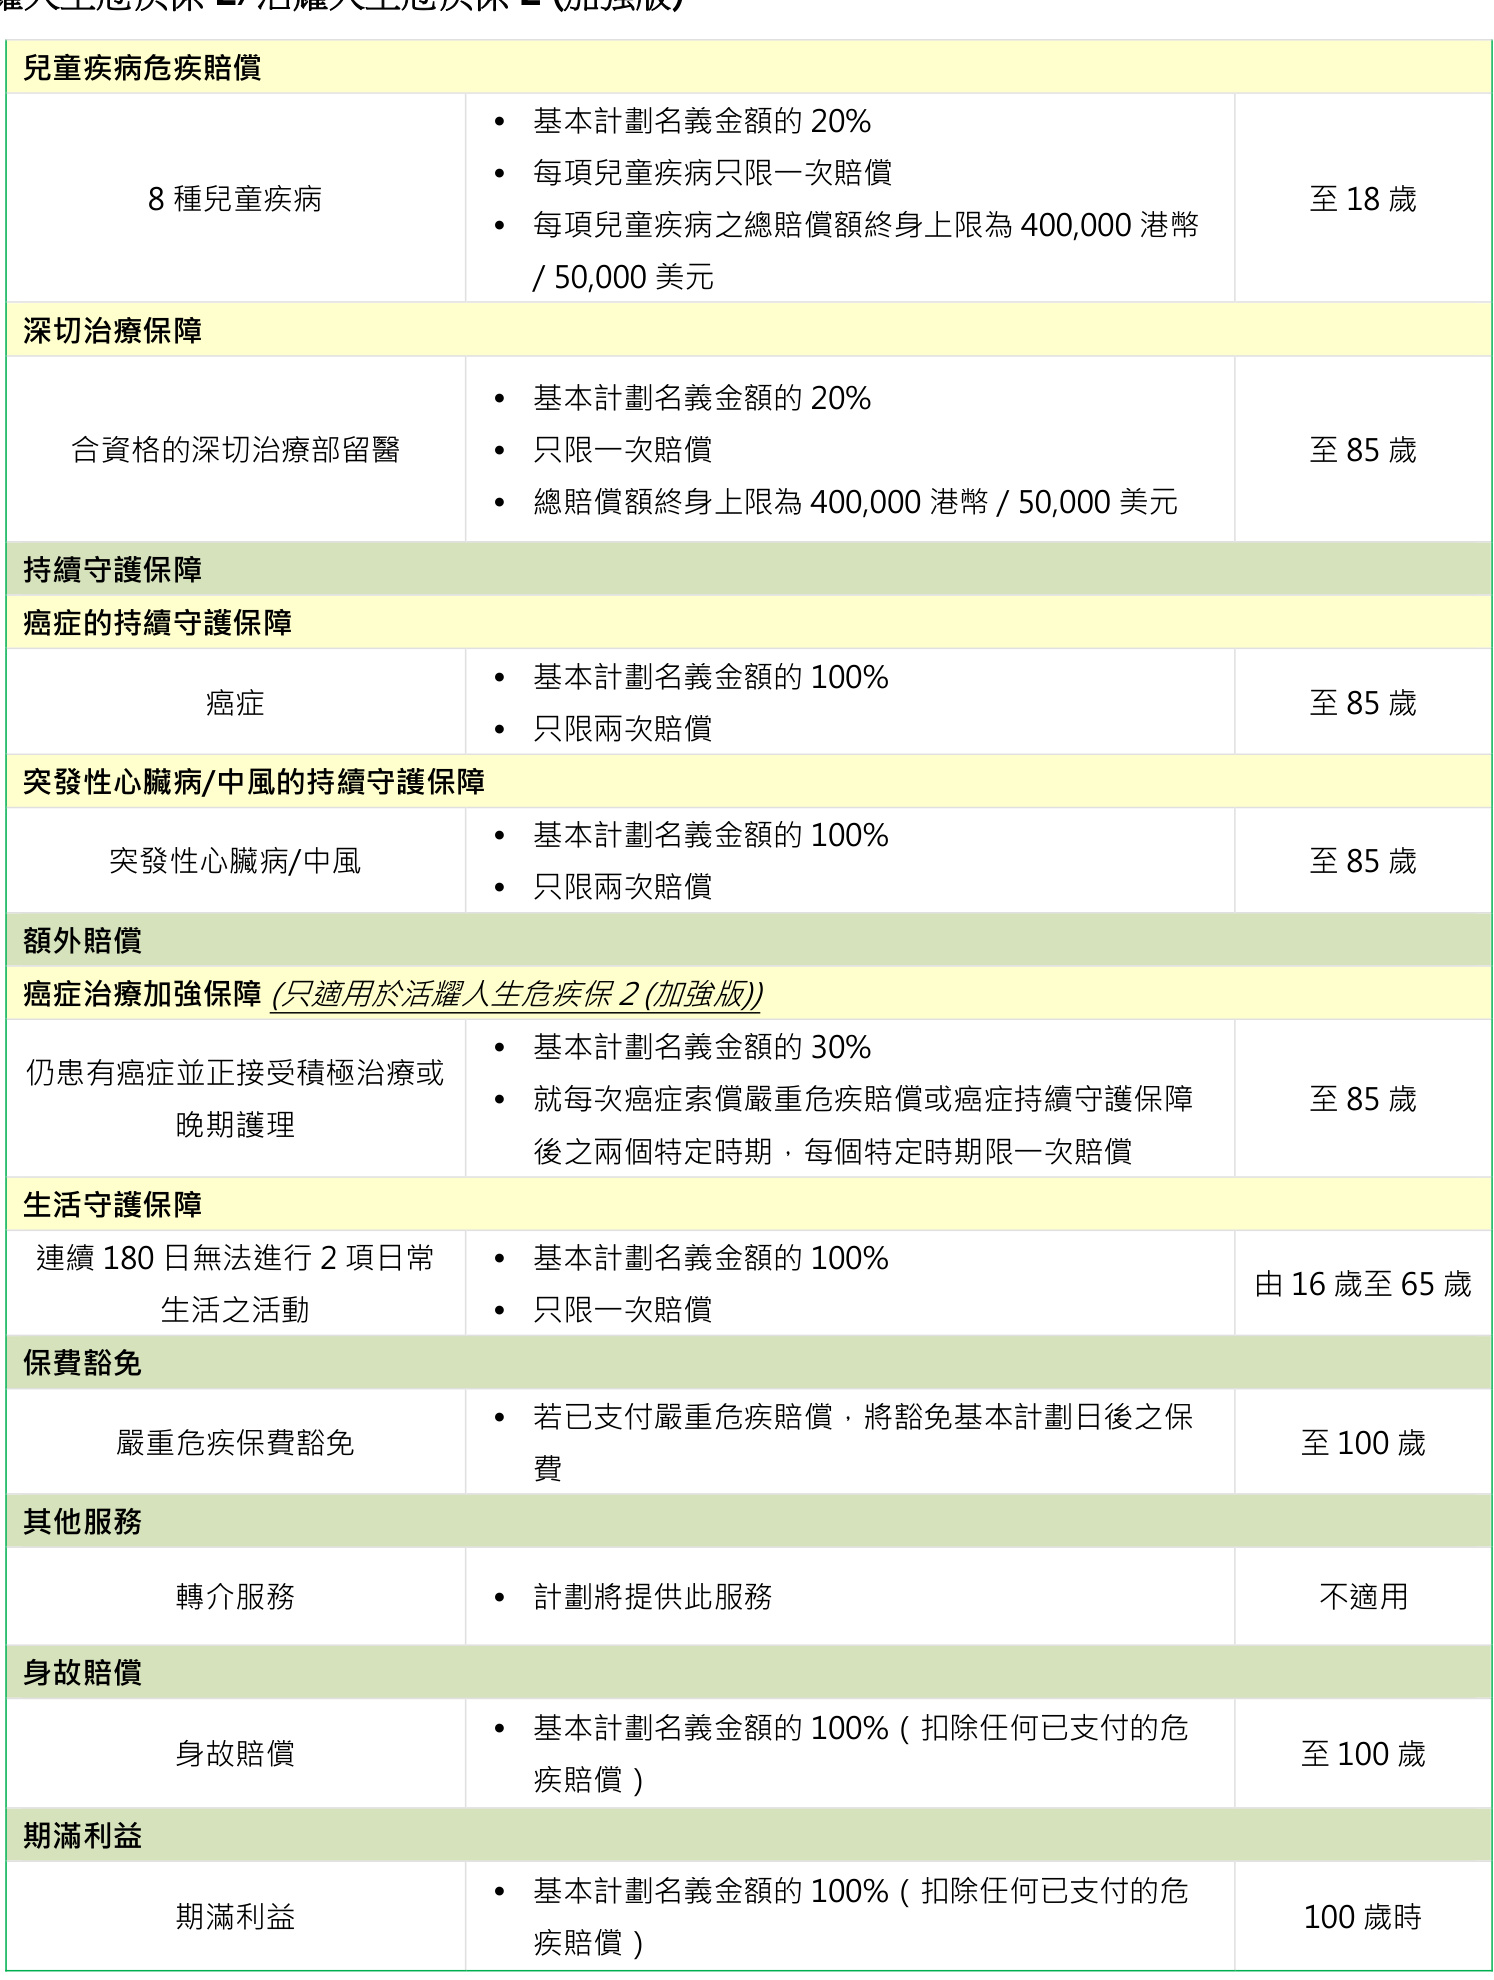 活耀人生危疾保 2 (加強版)
兒童疾病危疾賠償
8 種兒童疾病
• 基本計劃名義金額的 20%
• 每項兒童疾病只限一次賠償
• 每項兒童疾病之總賠償額終身上限為 400,000 港幣
/ 50,000 美元
至 18 歲
深切治療保障
合資格的深切治療部留醫
• 基本計劃名義金額的 20%
• 只限一次賠償
• 總賠償額終身上限為 400,000 港幣 / 50,000 美元
至 85 歲
持續守護保障
癌症的持續守護保障
癌症
• 基本計劃名義金額的 100%
• 只限兩次賠償
至 85 歲
突發性心臟病/中風的持續守護保障
突發性心臟病/中風
• 基本計劃名義金額的 100%
• 只限兩次賠償
至 85 歲
額外賠償
癌症治療加強保障 (只適用於活耀人生危疾保 2 (加強版))
仍患有癌症並正接受積極治療或
晚期護理
• 基本計劃名義金額的 30%
• 就每次癌症索償嚴重危疾賠償或癌症持續守護保障
後之兩個特定時期，每個特定時期限一次賠償
至 85 歲
生活守護保障
連續 180 日無法進行 2 項日常
生活之活動
• 基本計劃名義金額的 100%
• 只限一次賠償
由 16 歲至 65 歲
保費豁免
嚴重危疾保費豁免
• 若已支付嚴重危疾賠償，將豁免基本計劃日後之保
費
至 100 歲
其他服務
轉介服務
• 計劃將提供此服務
不適用
身故賠償
身故賠償
• 基本計劃名義金額的 100% ( 扣除任何已支付的危
疾賠償 )
至 100 歲
期滿利益
期滿利益
• 基本計劃名義金額的 100% ( 扣除任何已支付的危
疾賠償 )
100 歲時